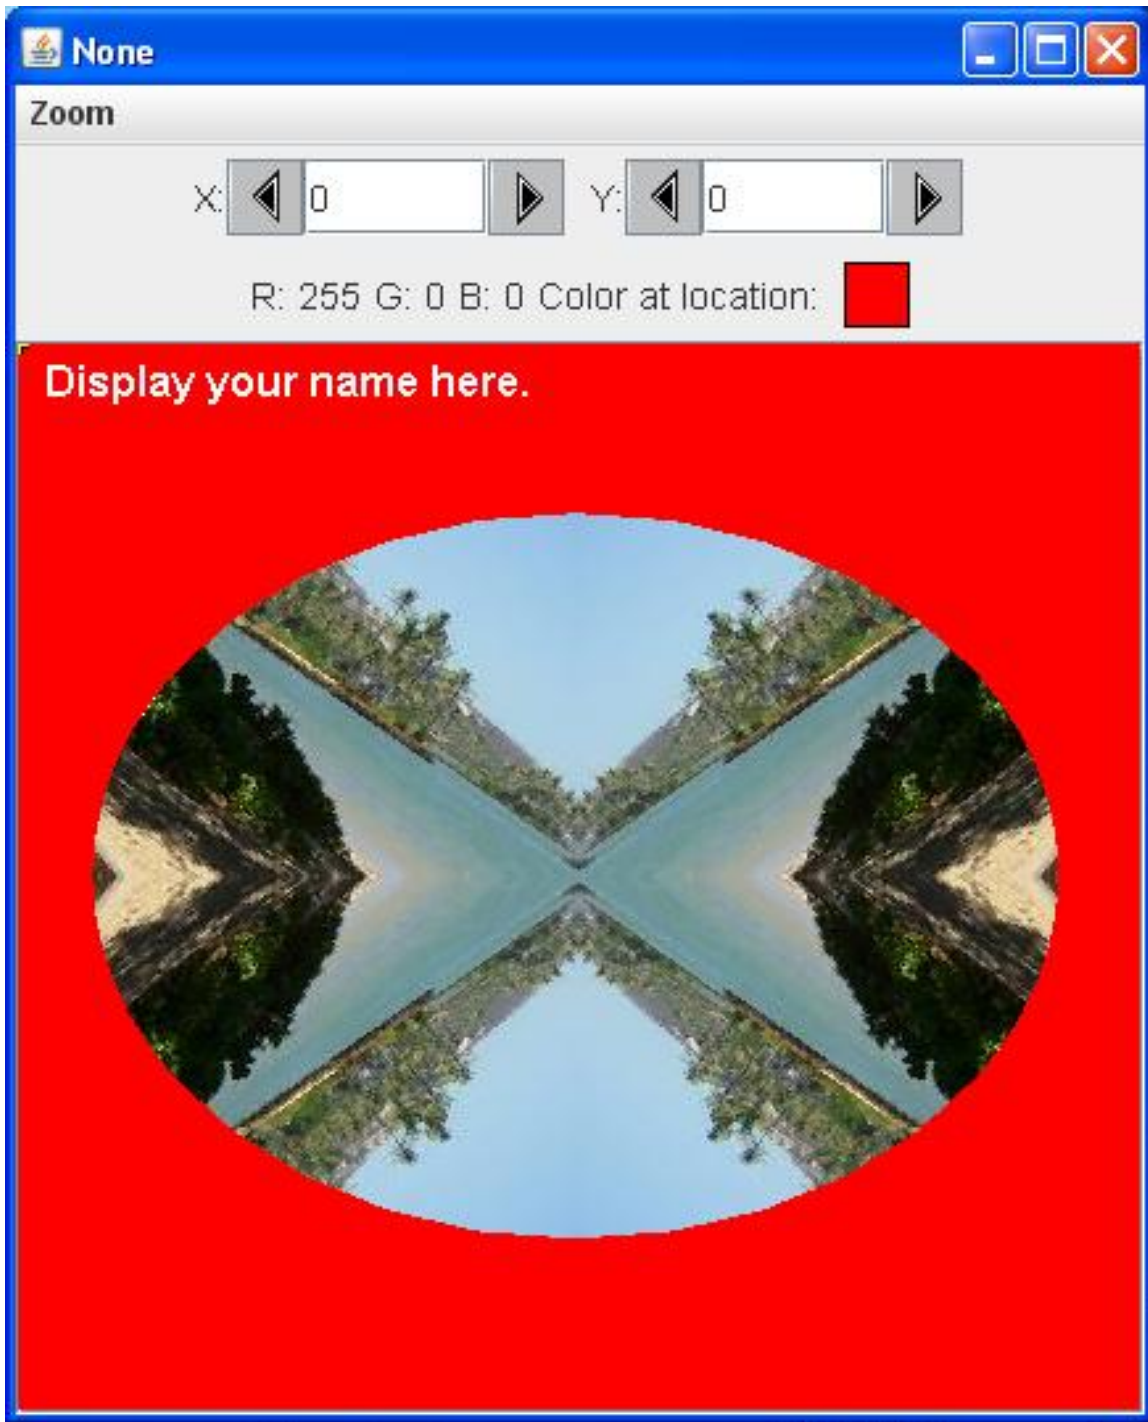 None
Zoom
X: 0 Y: 0
R: 255 G: 0 B: 0 Color at location:
Display your name here.